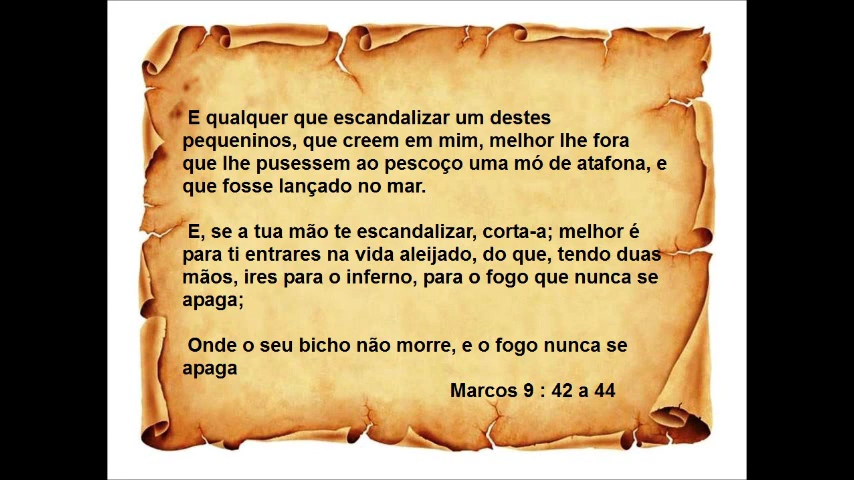 E qualquer que escandalizar um destes
pequeninos, que creem em mim, melhor lhe fora
que lhe pusessem ao pescoço uma mó de atafona, e
que fosse lançado no mar.
E, se a tua mão te escandalizar, corta-a; melhor é
para ti entrares na vida aleijado, do que, tendo duas
mãos, ires para o inferno, para o fogo que nunca se
apaga;
Onde o seu bicho não morre, e o fogo nunca se
apaga
Marcos 9 : 42 a 44